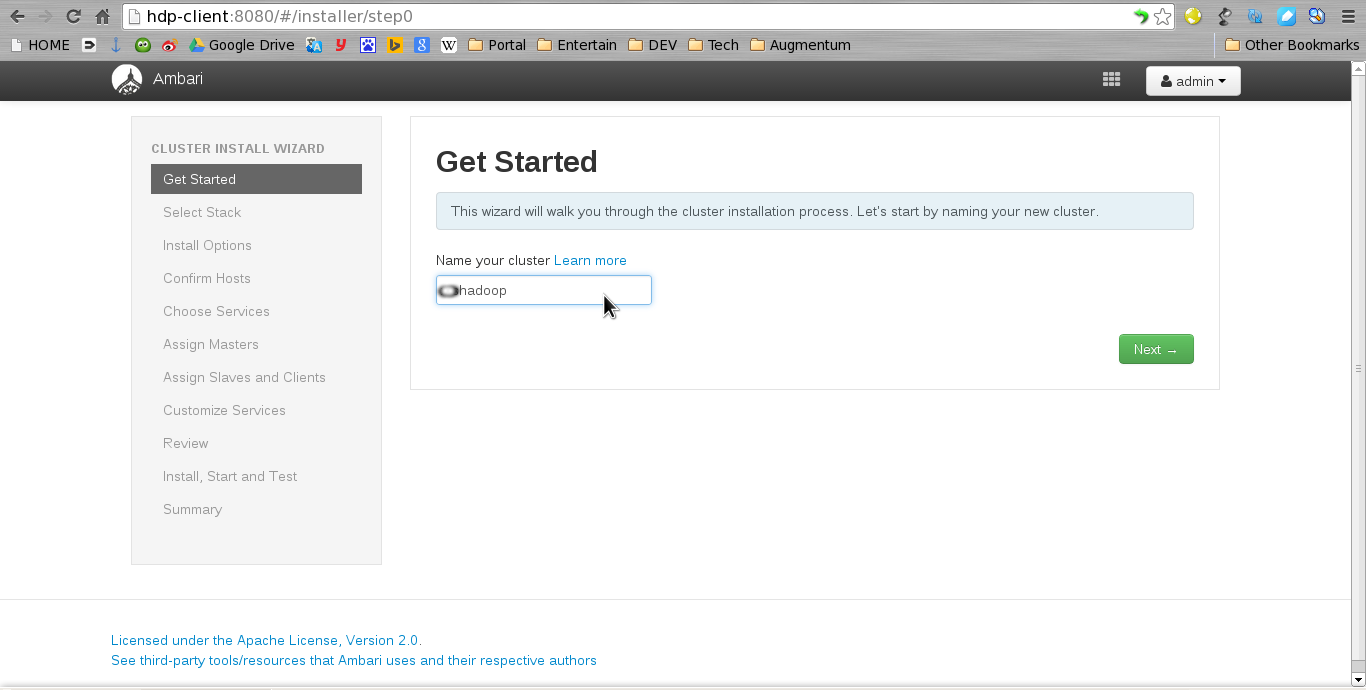 hdp-client:8080/#/installer/step0
HOME Google Drive Portal Entertain DEV Tech Augmentum Other Bookmarks
Ambari admin
CLUSTER INSTALL WIZARD
Get Started
Select Stack
Install Options
Confirm Hosts
Choose Services
Assign Masters
Assign Slaves and Clients
Customize Services
Review
Install, Start and Test
Summary
Get Started
This wizard will walk you through the cluster installation process. Let's start by naming your new cluster.
Name your cluster Learn more
hadoop
Next →
Licensed under the Apache License, Version 2.0.
See third-party tools/resources that Ambari uses and their respective authors